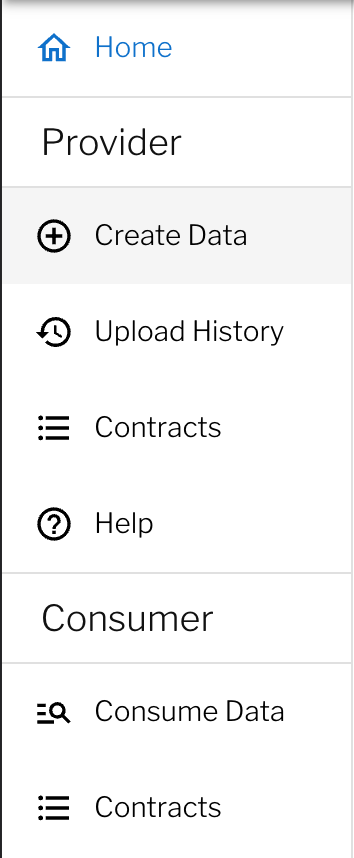 Home
Provider
Create Data
Upload History
Contracts
Help
Consumer
Consume Data
Contracts